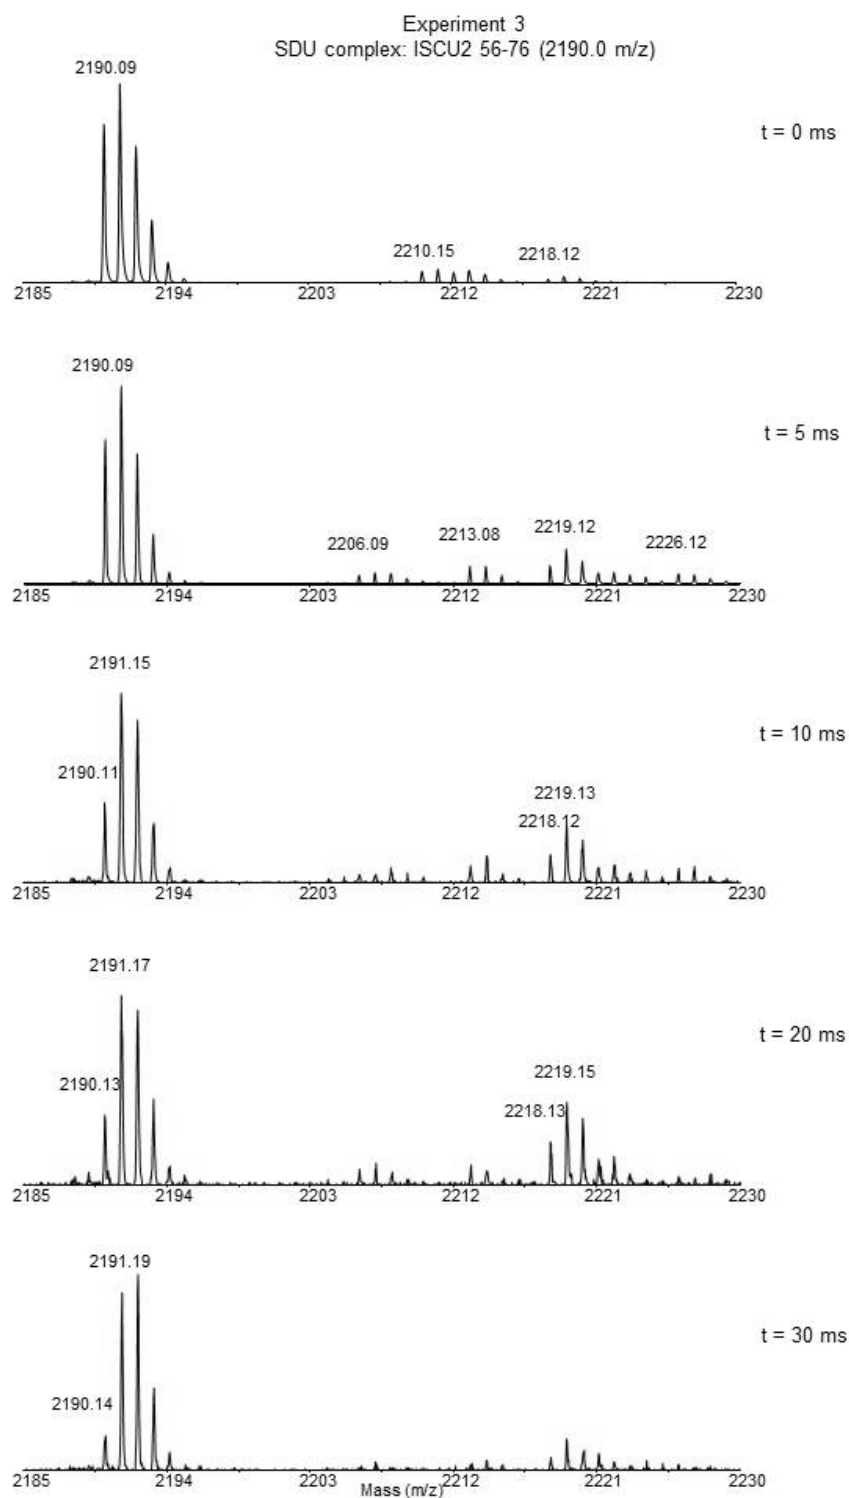 Experiment 3
SDU complex: ISCU2 56-76 (2190.0 m/z)
2190.09
t = 0 ms
2210.15
2218.12
2185 2194 2203 2212 2221 2230
2190.09
t = 5 ms
2206.09
2213.08
2219.12
2226.12
2185 2194 2203 2212 2221 2230
2191.15
t = 10 ms
2190.11
2219.13
2218.12
2185 2194 2203 2212 2221 2230
2191.17
t = 20 ms
2190.13
2219.15
2218.13
2185 2194 2203 2212 2221 2230
2191.19
t = 30 ms
2190.14
2185 2194 2203 2212 2221 2230
Mass (m/z)